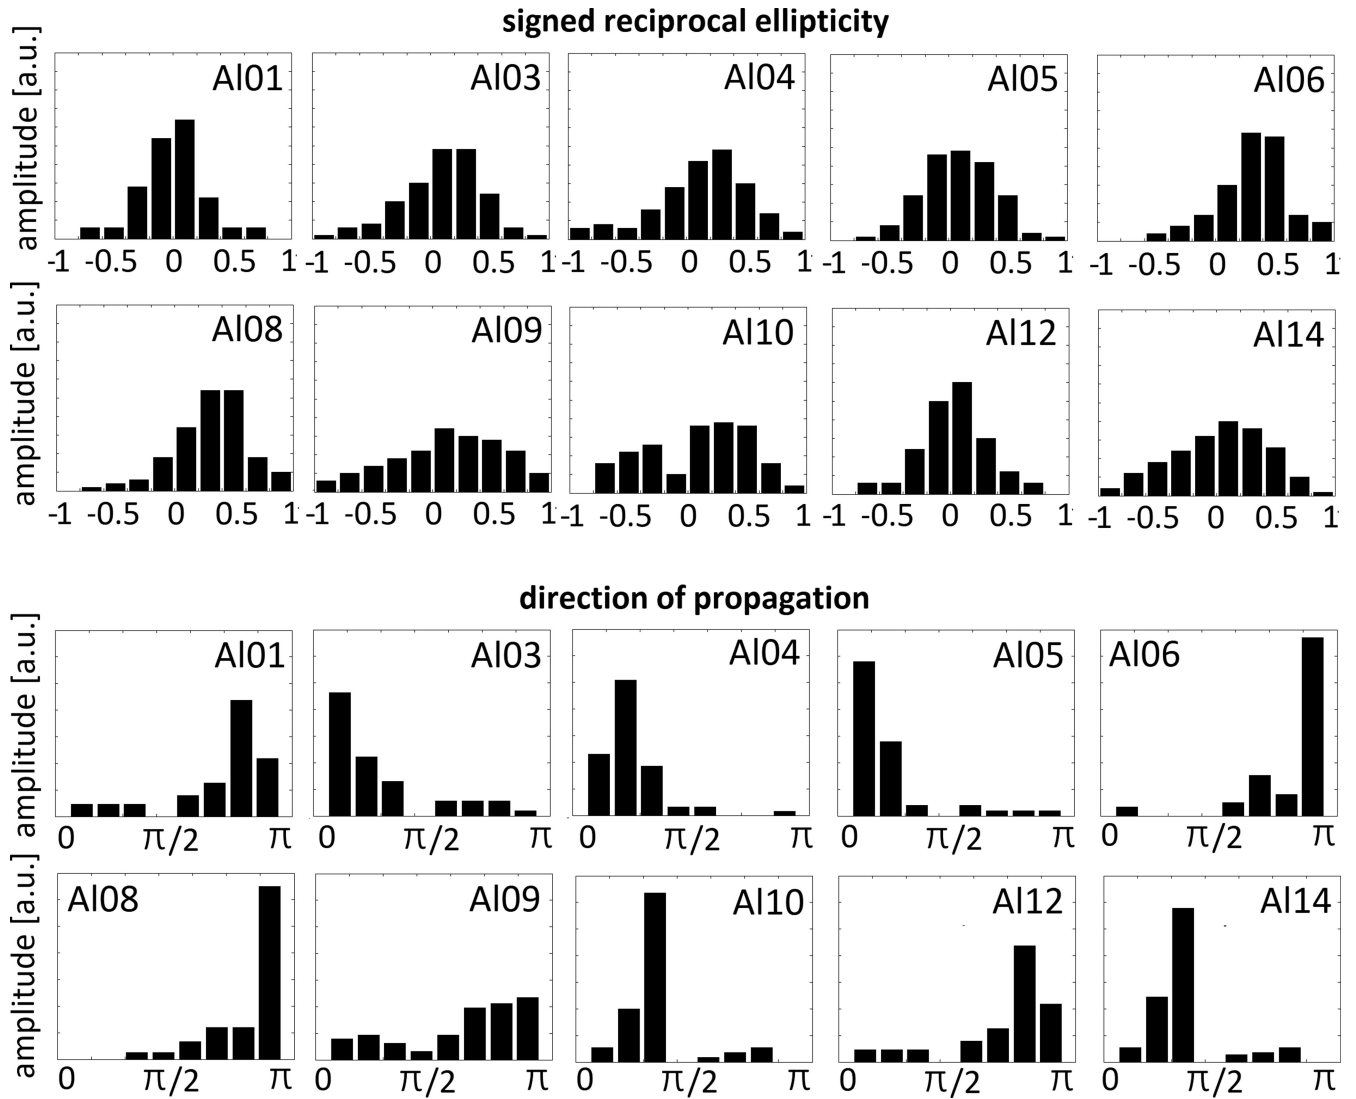 signed reciprocal ellipticity
amplitude [a.u.]
Al01 Al03 Al04 Al05 Al06
-1 -0.5 0 0.5 1 -1 -0.5 0 0.5 1 -1 -0.5 0 0.5 1 -1 -0.5 0 0.5 1 -1 -0.5 0 0.5 1
amplitude [a.u.]
Al08 Al09 Al10 Al12 Al14
-1 -0.5 0 0.5 1 -1 -0.5 0 0.5 1 -1 -0.5 0 0.5 1 -1 -0.5 0 0.5 1 -1 -0.5 0 0.5 1
direction of propagation
amplitude [a.u.]
Al01 Al03 Al04 Al05 Al06
0 π/2 π 0 π/2 π 0 π/2 π 0 π/2 π 0 π/2 π
amplitude [a.u.]
Al08 Al09 Al10 Al12 Al14
0 π/2 π 0 π/2 π 0 π/2 π 0 π/2 π 0 π/2 π